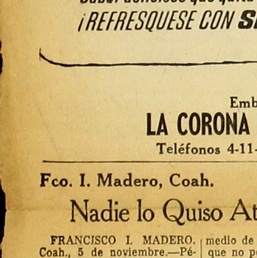 ¡REFRESQUESE CON
Emb
LA CORONA
Teléfonos 4-11-
Fco. I. Madero, Coah.
Nadie lo Quiso At
FRANCISCO I. MADERO,
Coah., 5 de noviembre.—Pé-
medio de
que no p